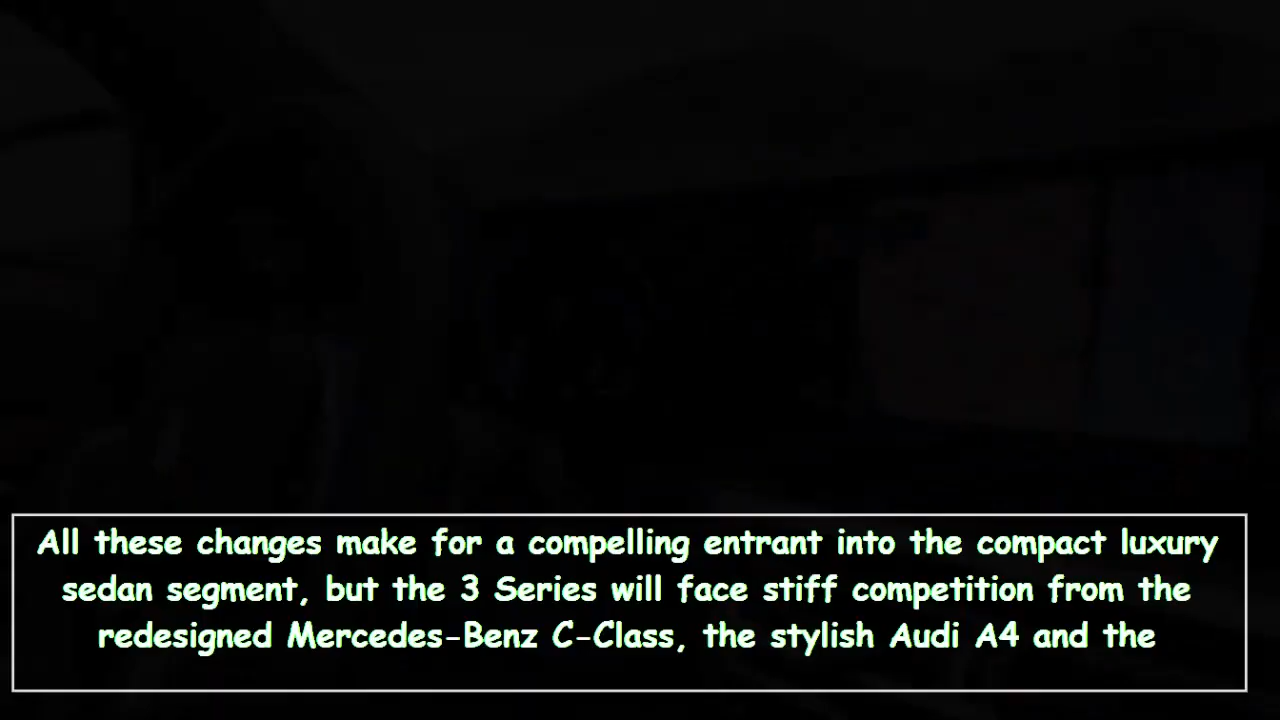 All these changes make for a compelling entrant into the compact luxury
sedan segment, but the 3 Series will face stiff competition from the
redesigned Mercedes-Benz C-Class, the stylish Audi A4 and the